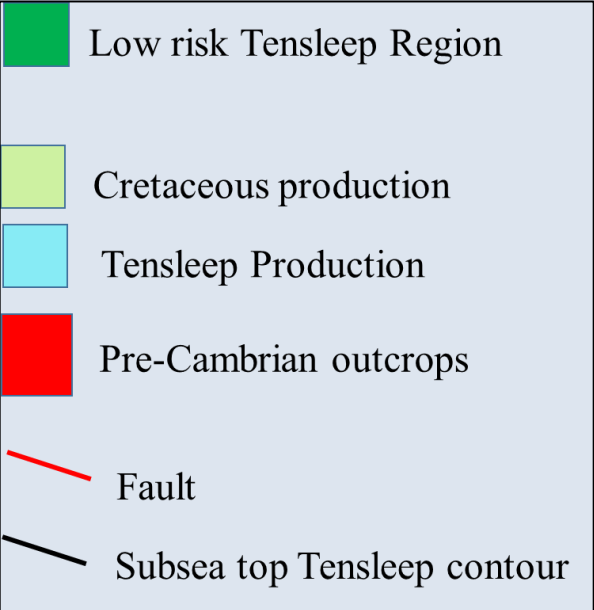 Low risk Tensleep Region
Cretaceous production
Tensleep Production
Pre-Cambrian outcrops
Fault
Subsea top Tensleep contour